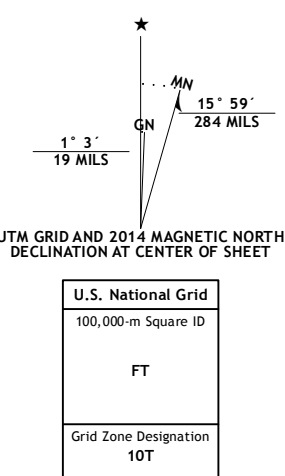 ★
MN
GN
15° 59´
284 MILS
1° 3´
19 MILS
UTM GRID AND 2014 MAGNETIC NORTH
DECLINATION AT CENTER OF SHEET
U.S. National Grid
100,000-m Square ID
FT
Grid Zone Designation
10T